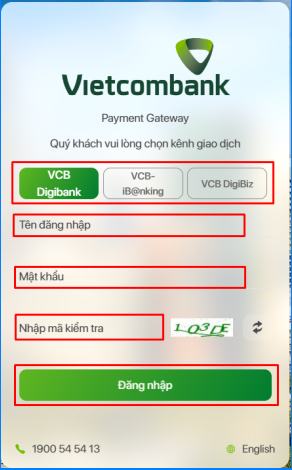 Vietcombank
Payment Gateway
Quý khách vui lòng chọn kênh giao dịch
VCB Digibank
VCB-iB@nking
VCB DigiBiz
Tên đăng nhập
Mật khẩu
Nhập mã kiểm tra
LO3DE
Đăng nhập
1900 54 54 13
English